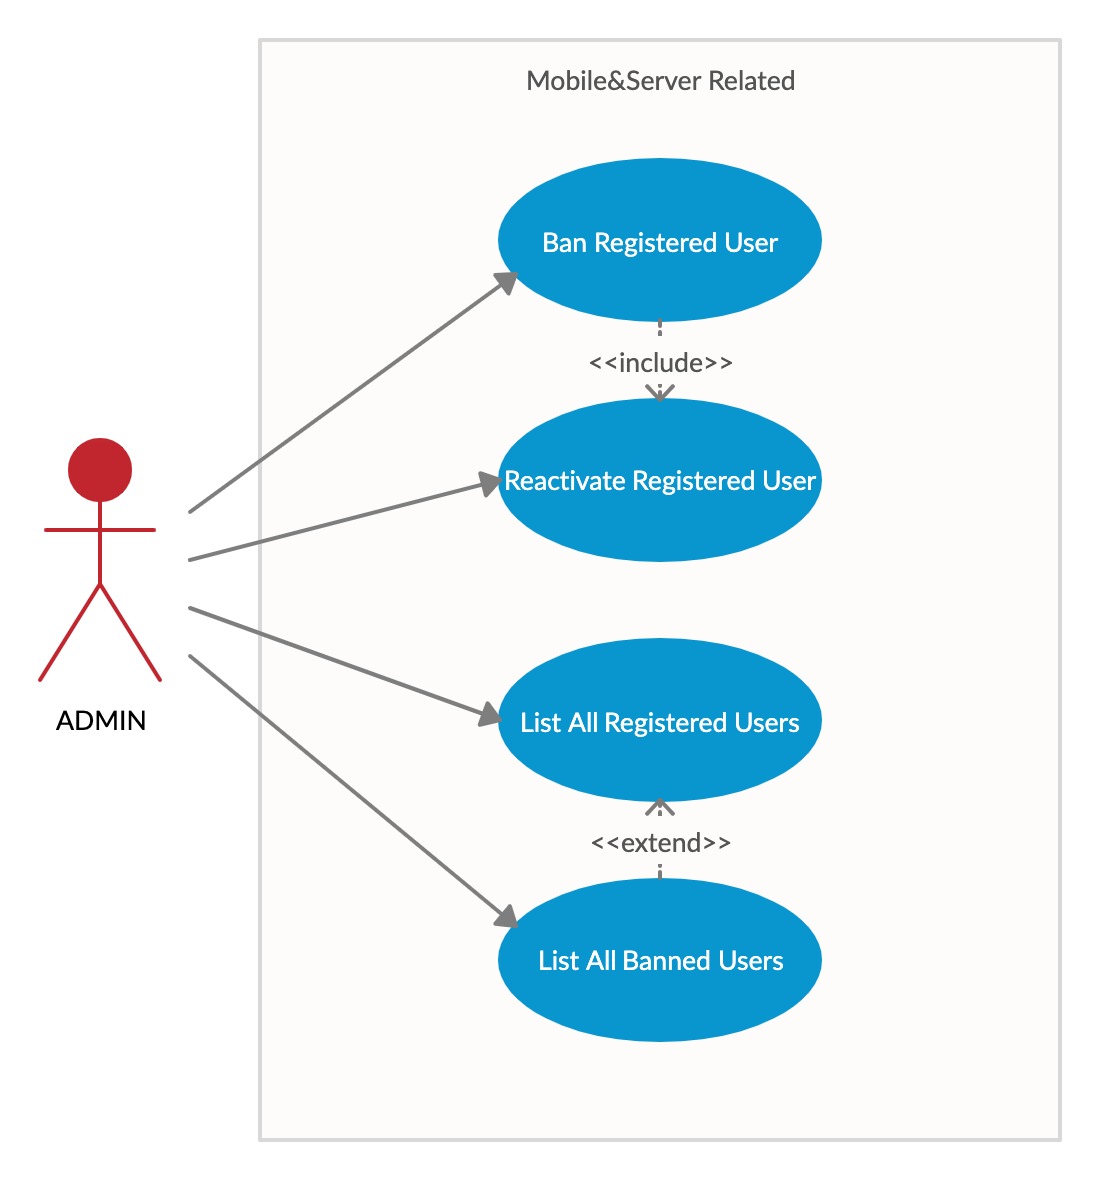 Mobile&Server Related
Ban Registered User
<<include>>
Reactivate Registered User
ADMIN
List All Registered Users
<<extend>>
List All Banned Users